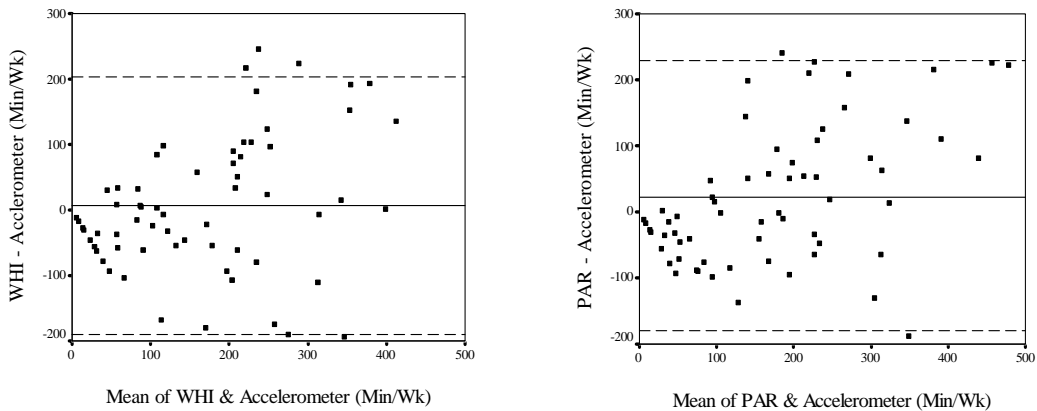 WHI - Acclerometer (Min/Wk)
300
200
100
0
-100
-200
0 100 200 300 400 500
Mean of WHI & Accelerometer (Min/Wk)
PAR - Accelerometer (Min/Wk)
300
200
100
0
-100
-200
0 100 200 300 400 500
Mean of PAR & Accelerometer (Min/Wk)